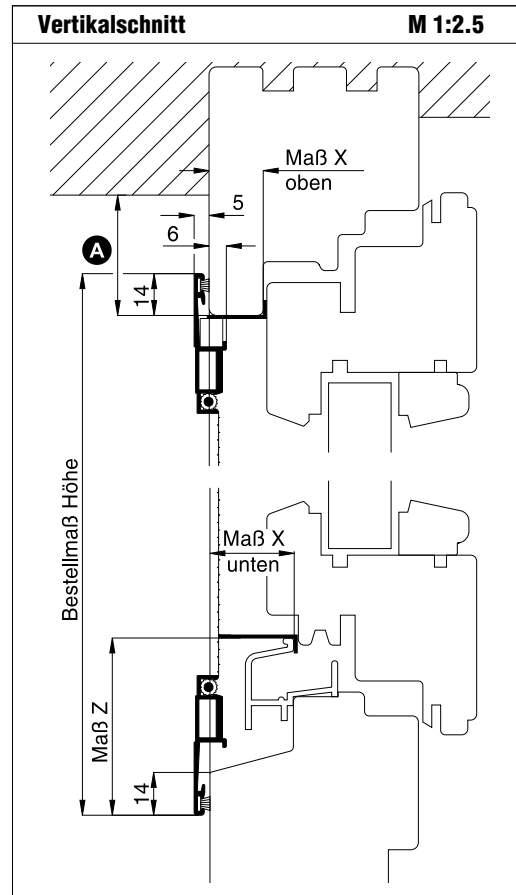 Vertikalschnitt M 1:2.5
Maß X
oben
5
6
A
14
Bestellmaß Höhe
Maß X
unten
Maß Z
14